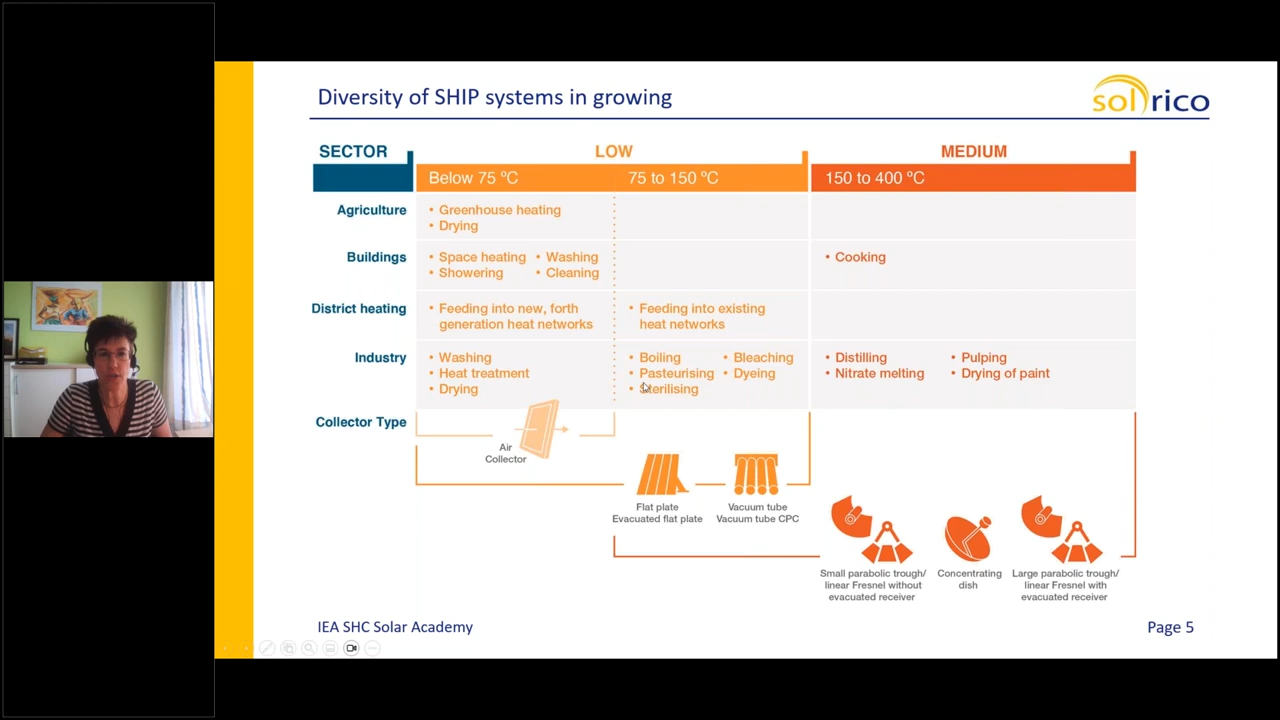 Diversity of SHIP systems in growing
solrico
SECTOR
LOW
MEDIUM
Below 75 ºC
75 to 150 ºC
150 to 400 ºC
Agriculture
• Greenhouse heating
• Drying
Buildings
• Space heating • Washing
• Showering • Cleaning
• Cooking
District heating
• Feeding into new, forth
generation heat networks
• Feeding into existing
heat networks
Industry
• Washing
• Heat treatment
• Drying
• Boiling • Bleaching
• Pasteurising • Dyeing
• Sterilising
• Distilling • Pulping
• Nitrate melting • Drying of paint
Collector Type
Air
Collector
Flat plate
Evacuated flat plate
Vacuum tube
Vacuum tube CPC
Small parabolic trough/
linear Fresnel without
evacuated receiver
Concentrating
dish
Large parabolic trough/
linear Fresnel with
evacuated receiver
IEA SHC Solar Academy
Page 5